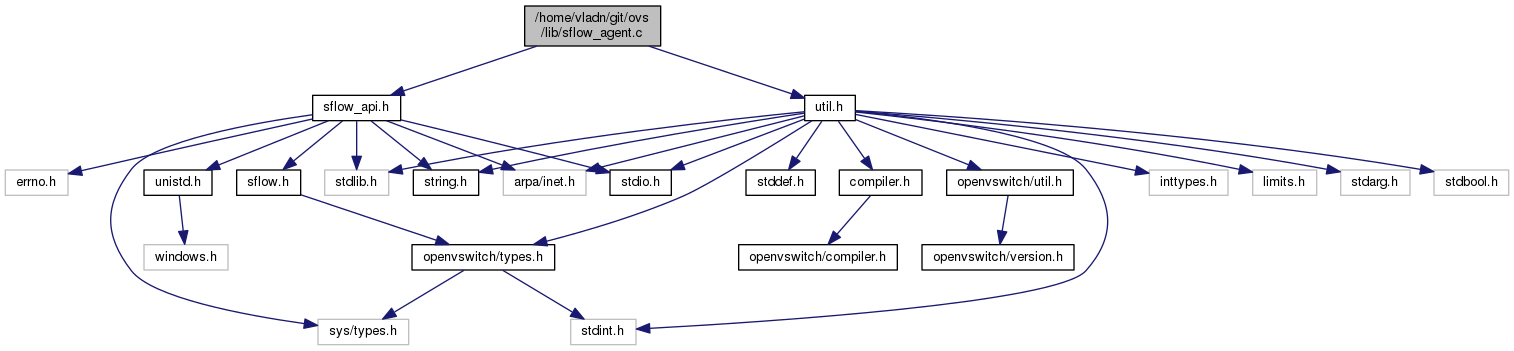 /home/vladn/git/ovs
/lib/sflow_agent.c
sflow_api.h
util.h
errno.h
unistd.h
sflow.h
stdlib.h
string.h
arpa/inet.h
stdio.h
stddef.h
compiler.h
openvswitch/util.h
inttypes.h
limits.h
stdarg.h
stdbool.h
windows.h
openvswitch/types.h
openvswitch/compiler.h
openvswitch/version.h
sys/types.h
stdint.h